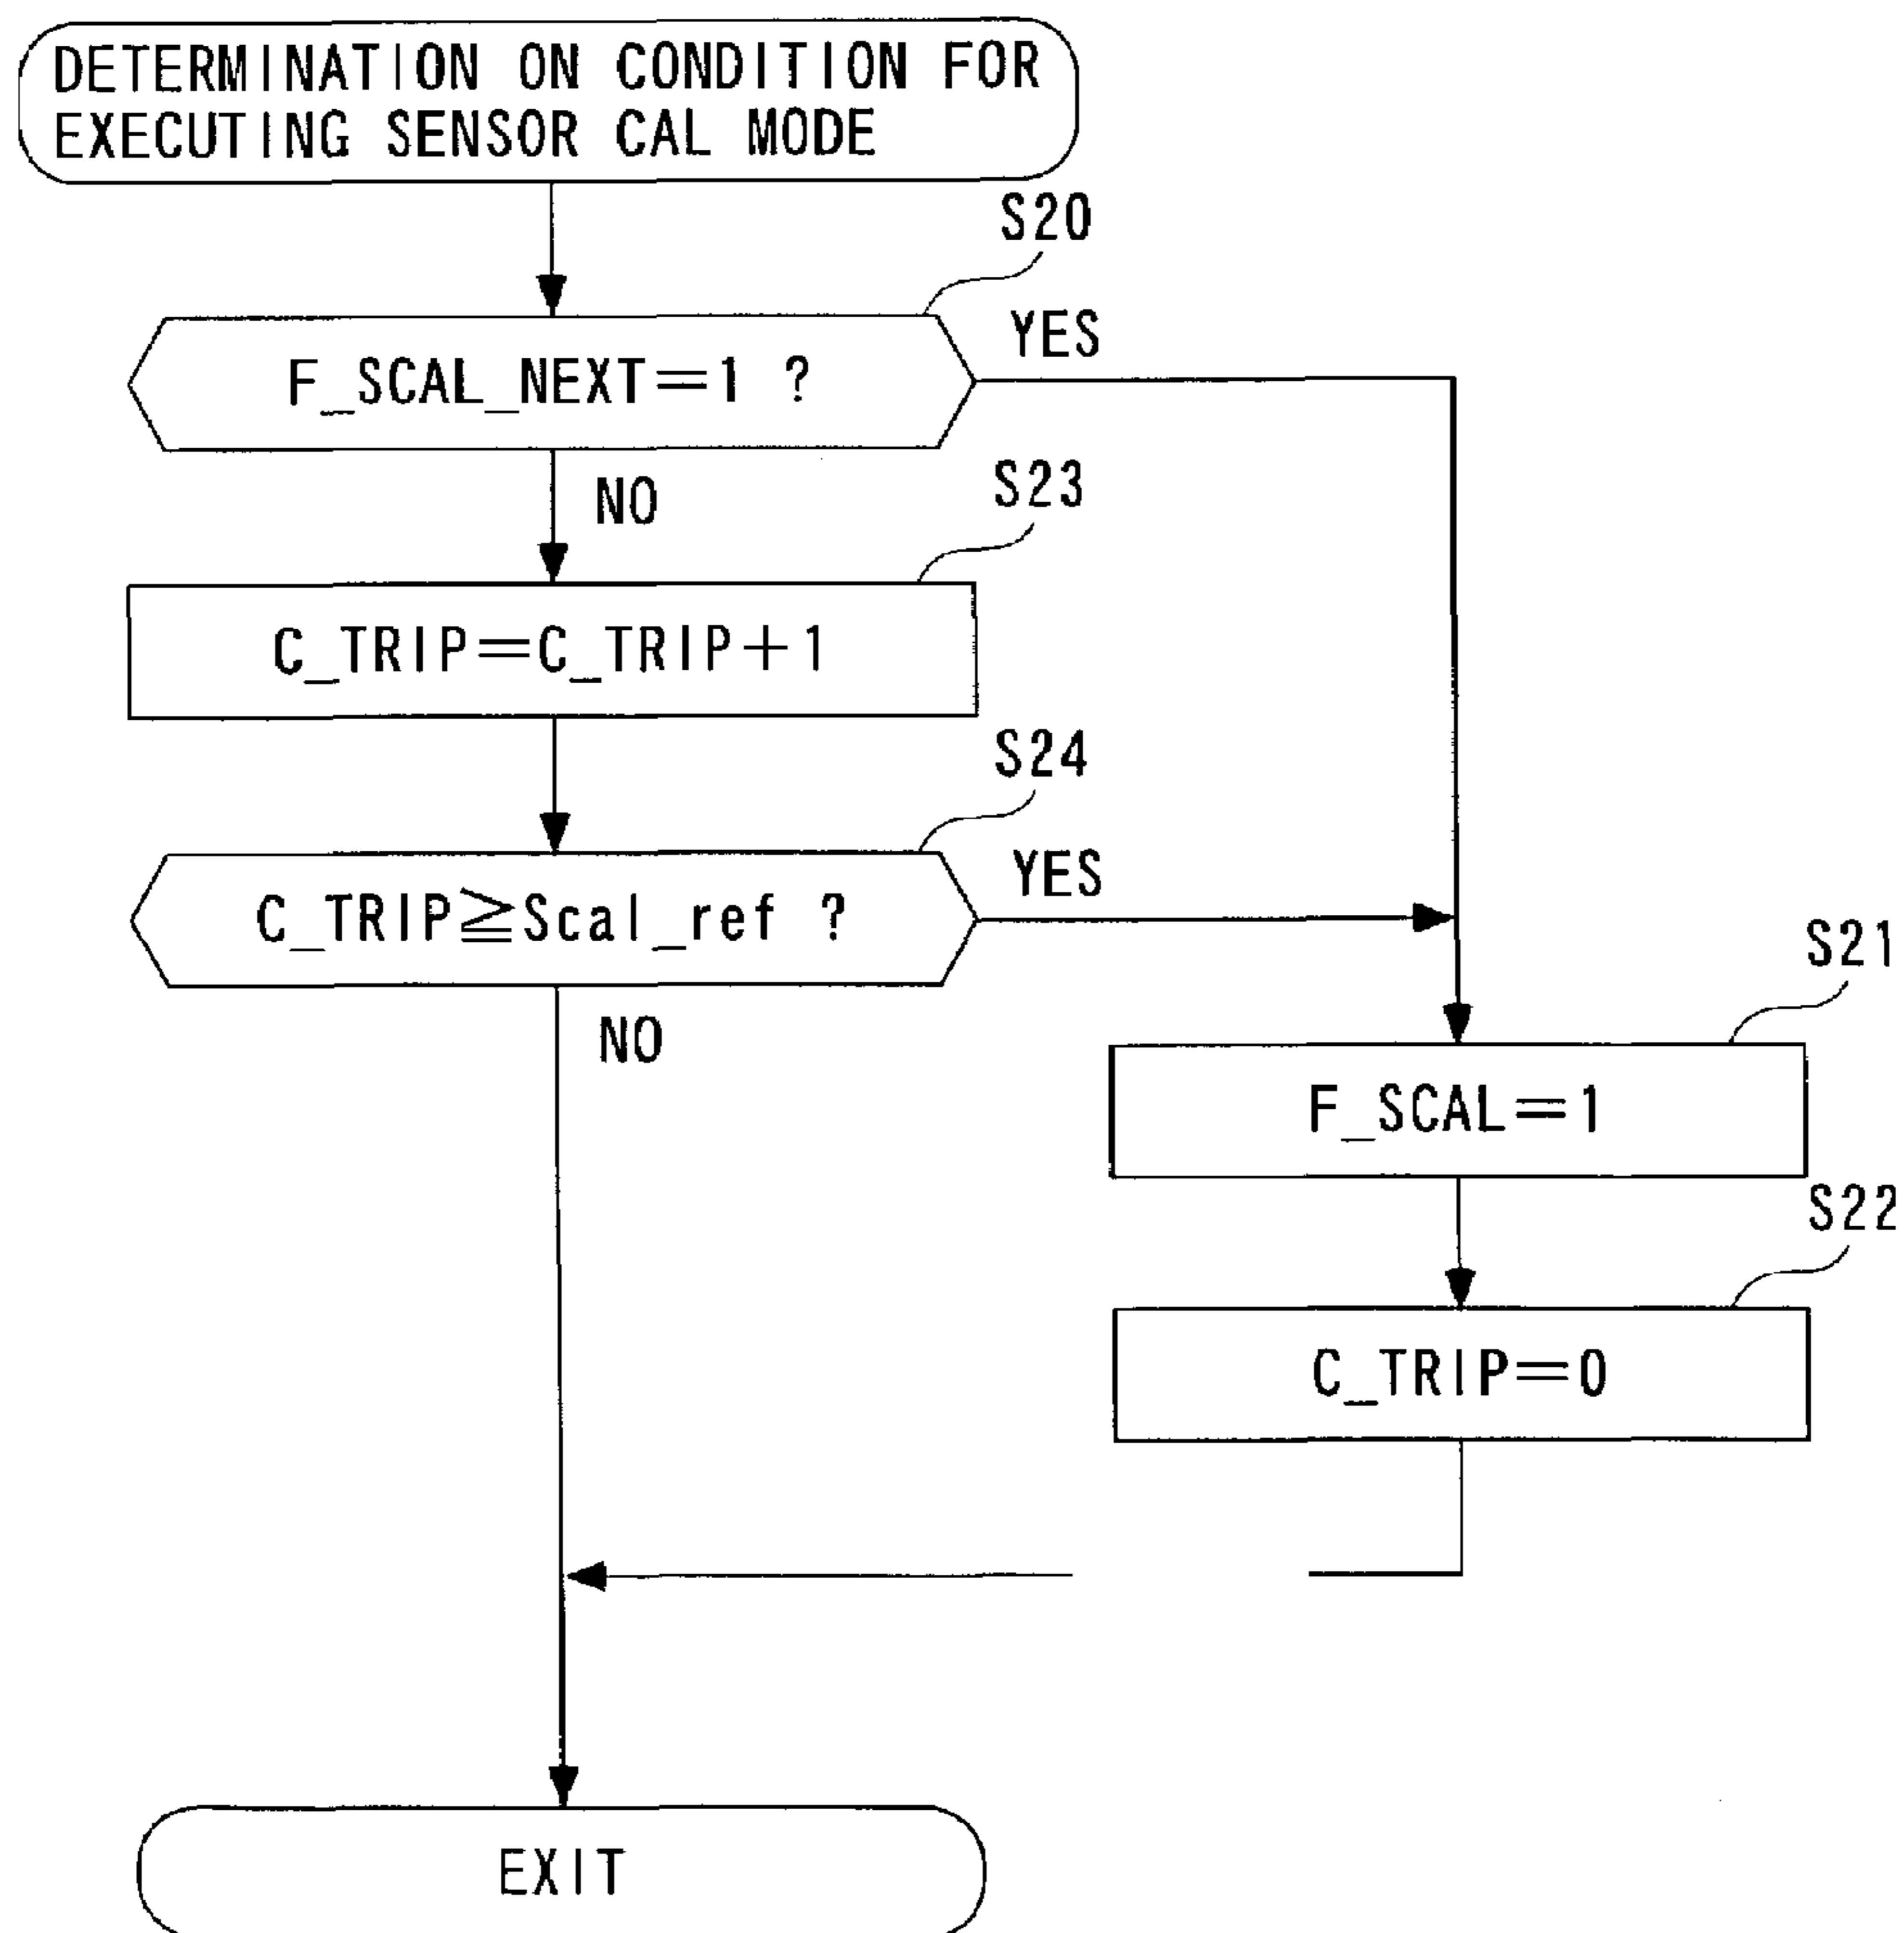 DETERMINATION ON CONDITION FOR
EXECUTING SENSOR CAL MODE
S20
F_SCAL_NEXT=1 ?
YES
NO
S23
C_TRIP=C_TRIP+1
S24
C_TRIP≧Scal_ref ?
YES
NO
S21
F_SCAL=1
S22
C_TRIP=0
EXIT